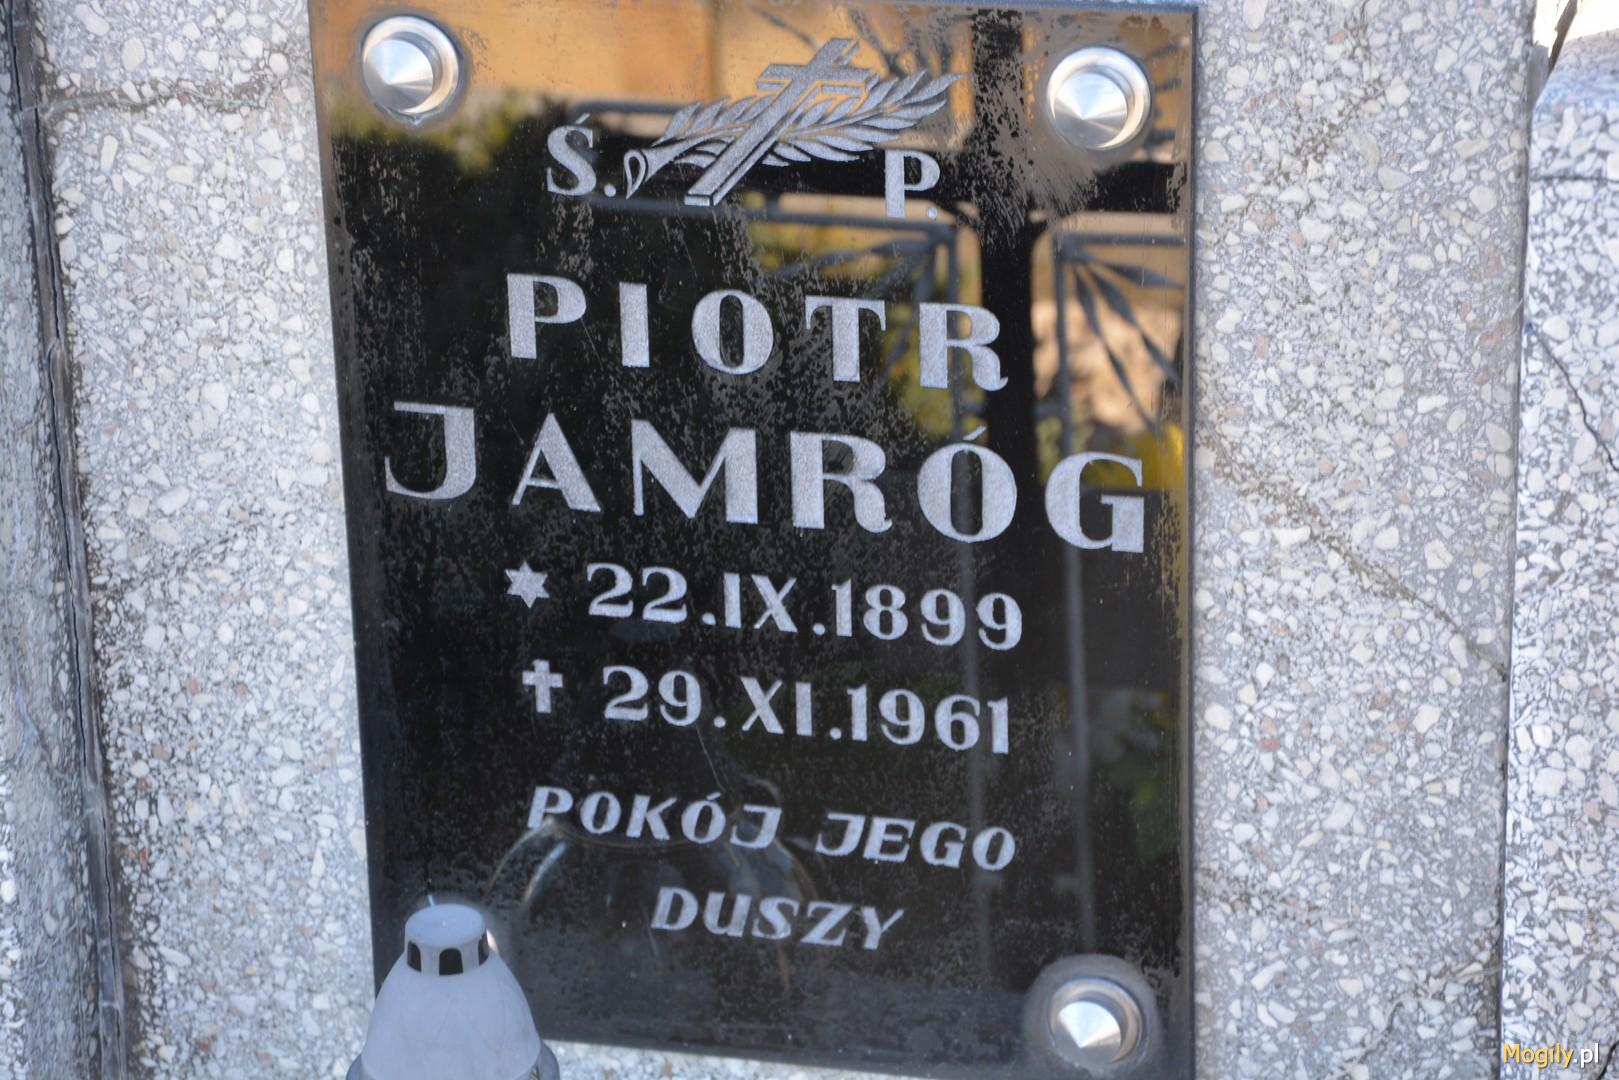 Ś. P.
PIOTR
JAMRÓG
* 22.IX.1899
✝ 29.XI.1961
POKÓJ JEGO
DUSZY
Mogily.pl